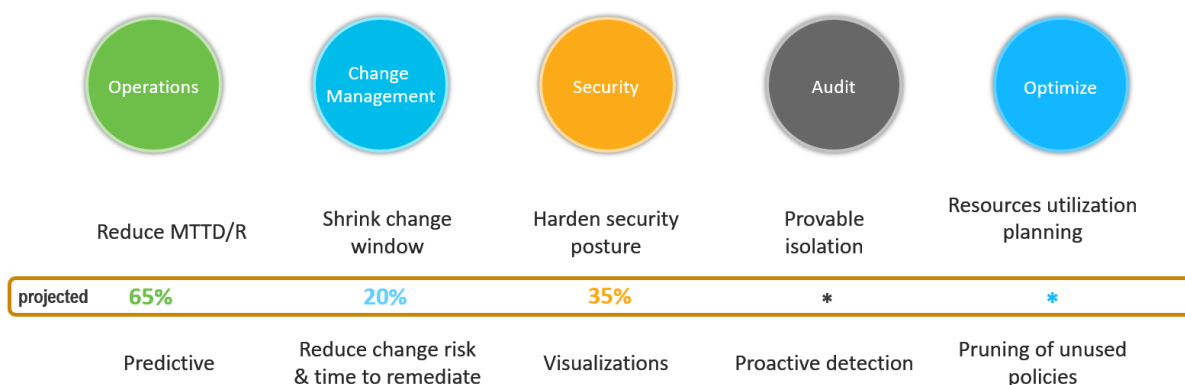 Operations
Change
Management
Security
Audit
Optimize
Reduce MTTD/R
Shrink change
window
Harden security
posture
Provable
isolation
Resources utilization
planning
projected 65% 20% 35% * *
Predictive
Reduce change risk
& time to remediate
Visualizations
Proactive detection
Pruning of unused
policies